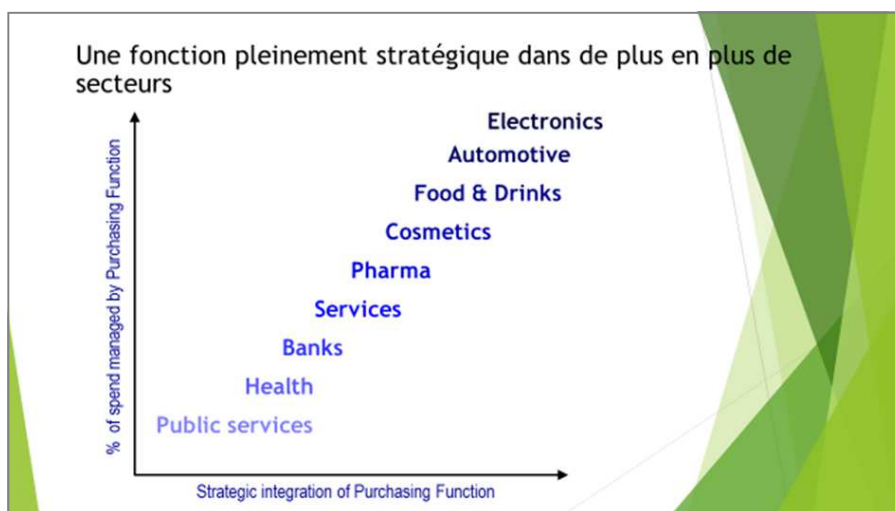 Une fonction pleinement stratégique dans de plus en plus de
secteurs
% of spend managed by Purchasing Function
Electronics
Automotive
Food & Drinks
Cosmetics
Pharma
Services
Banks
Health
Public services
Strategic integration of Purchasing Function